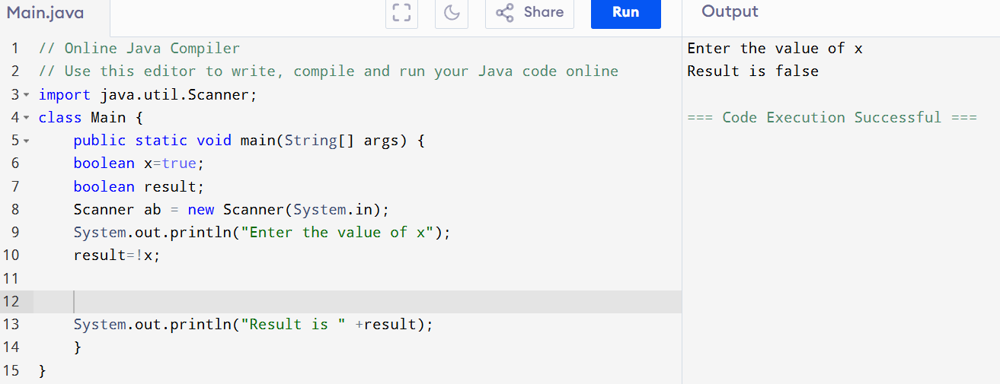 Main.java
Share
Run
Output
1 // Online Java Compiler
2 // Use this editor to write, compile and run your Java code online
3 import java.util.Scanner;
4 class Main {
5 public static void main(String[] args) {
6 boolean x=true;
7 boolean result;
8 Scanner ab = new Scanner(System.in);
9 System.out.println("Enter the value of x");
10 result=!x;
11
12
13 System.out.println("Result is " +result);
14 }
15 }
Enter the value of x
Result is false
=== Code Execution Successful ===